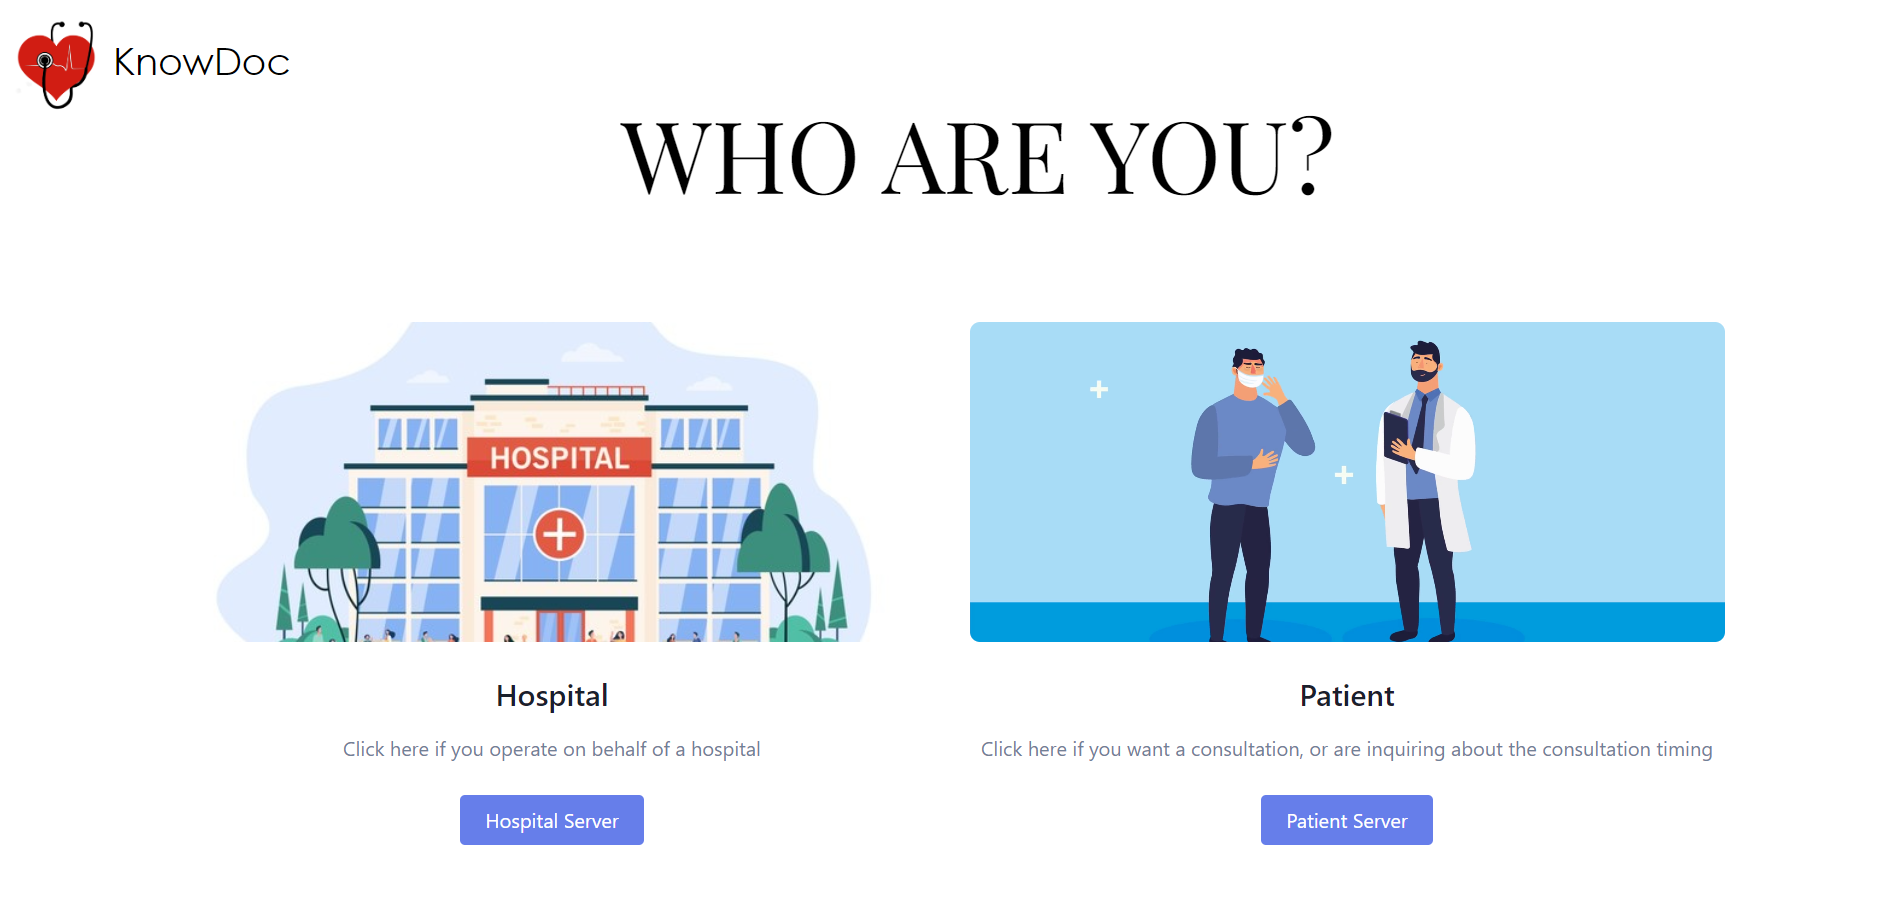 KnowDoc
WHO ARE YOU?
HOSPITAL
Hospital
Click here if you operate on behalf of a hospital
Hospital Server
Patient
Click here if you want a consultation, or are inquiring about the consultation timing
Patient Server